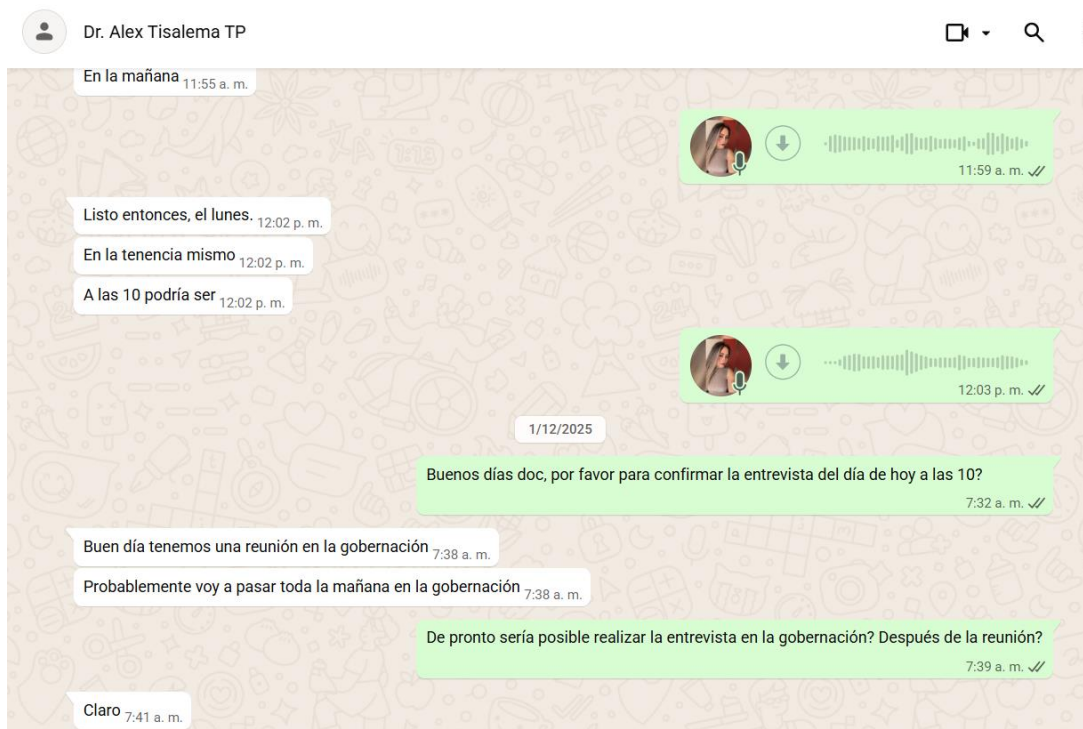 Dr. Alex Tisalema TP
En la mañana 11:55 a. m.
11:59 a. m.
Listo entonces, el lunes. 12:02 p. m.
En la tenencia mismo 12:02 p. m.
A las 10 podría ser 12:02 p. m.
12:03 p. m.
1/12/2025
Buenos días doc, por favor para confirmar la entrevista del día de hoy a las 10?
7:32 a. m.
Buen día tenemos una reunión en la gobernación 7:38 a. m.
Probablemente voy a pasar toda la mañana en la gobernación 7:38 a. m.
De pronto sería posible realizar la entrevista en la gobernación? Después de la reunión?
7:39 a. m.
Claro 7:41 a. m.